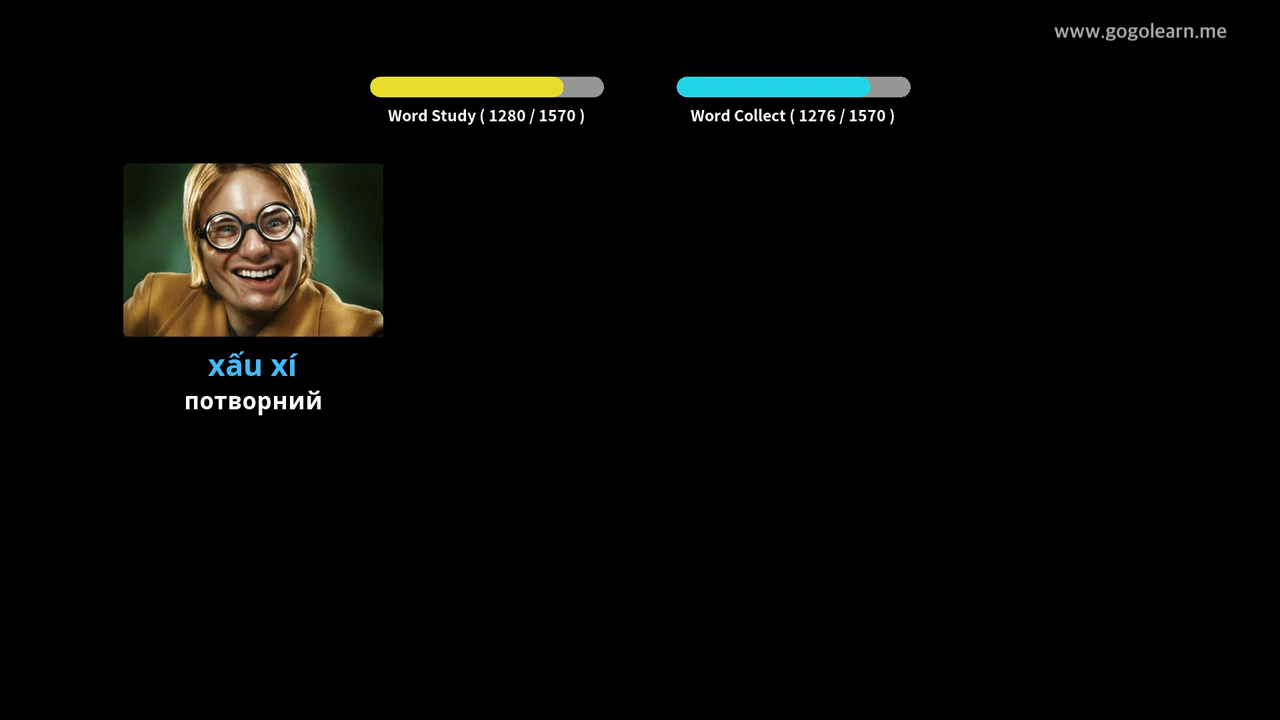 www.gogolearn.me
Word Study ( 1280 / 1570 )
Word Collect ( 1276 / 1570 )
xấu xí
потворний